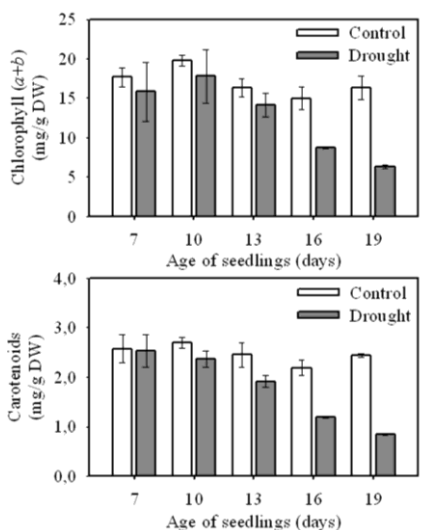 Chlorophyll (a+b)
(mg/g DW)
25
20
15
10
5
0
Control
Drought
7 10 13 16 19
Age of seedlings (days)
Carotenoids
(mg/g DW)
4,0
3,0
2,0
1,0
0,0
Control
Drought
7 10 13 16 19
Age of seedlings (days)